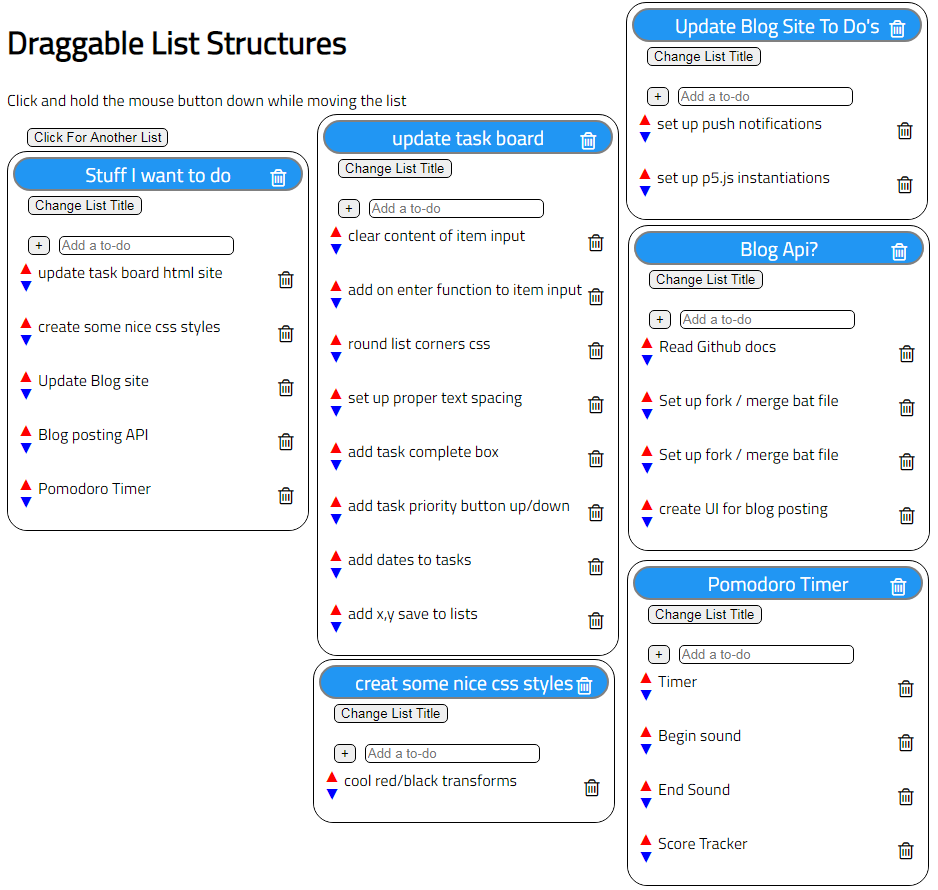 Draggable List Structures
Click and hold the mouse button down while moving the list
Click For Another List
Stuff I want to do
Change List Title
+ Add a to-do
update task board html site
create some nice css styles
Update Blog site
Blog posting API
Pomodoro Timer
update task board
Change List Title
+ Add a to-do
clear content of item input
add on enter function to item input
round list corners css
set up proper text spacing
add task complete box
add task priority button up/down
add dates to tasks
add x,y save to lists
creat some nice css styles
Change List Title
+ Add a to-do
cool red/black transforms
Update Blog Site To Do's
Change List Title
+ Add a to-do
set up push notifications
set up p5.js instantiations
Blog Api?
Change List Title
+ Add a to-do
Read Github docs
Set up fork / merge bat file
Set up fork / merge bat file
create UI for blog posting
Pomodoro Timer
Change List Title
+ Add a to-do
Timer
Begin sound
End Sound
Score Tracker